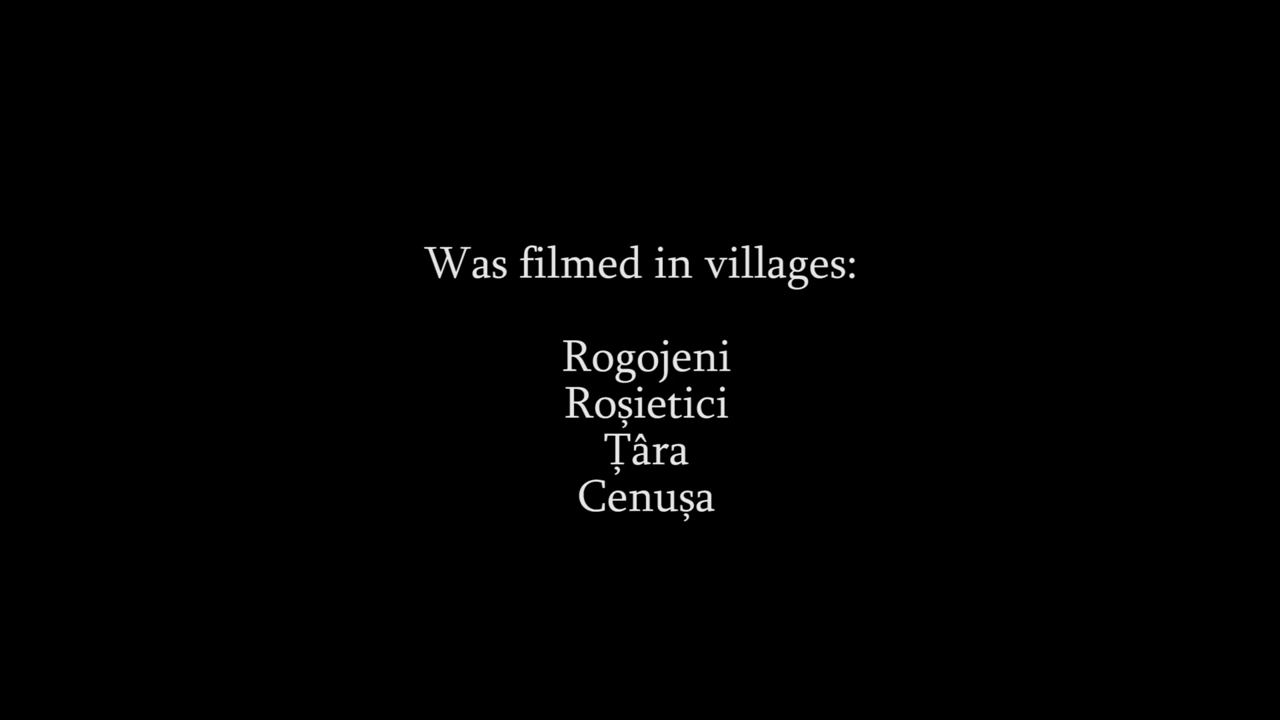 Was filmed in villages:
Rogojeni
Roșietici
Țâra
Cenușa